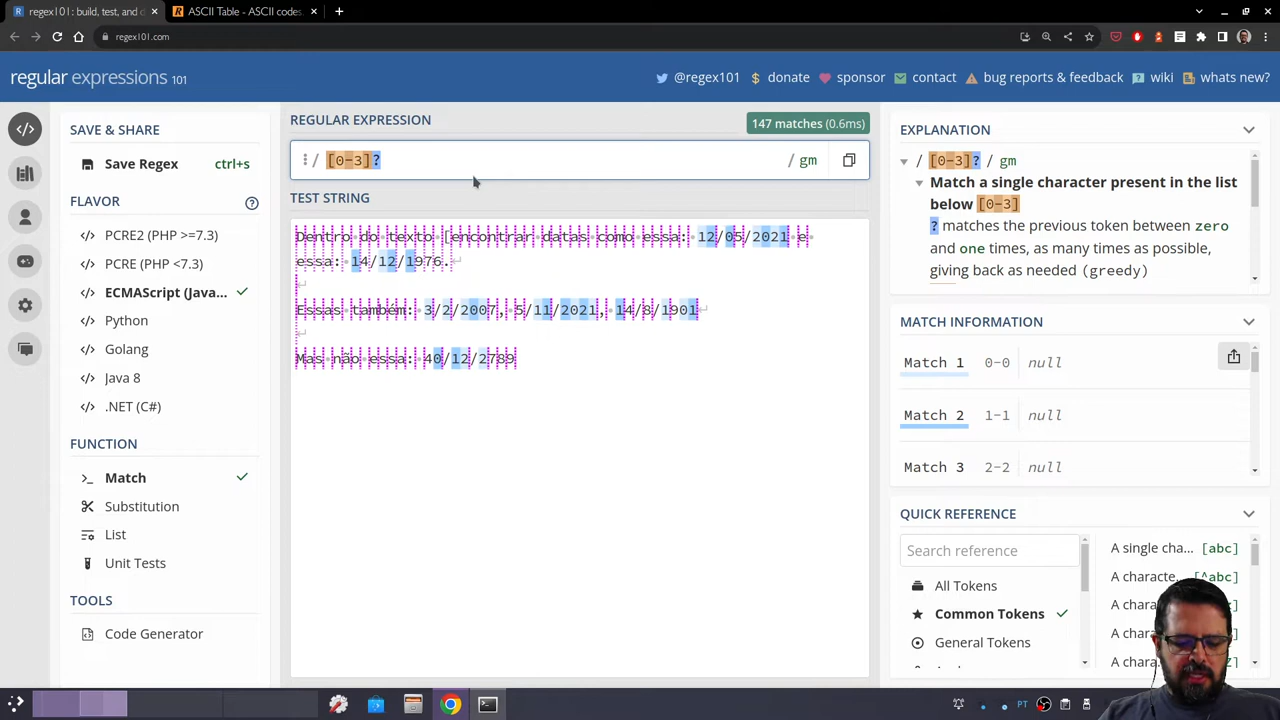 regex101: build, test, and d
ASCII Table - ASCII codes,
regex101.com
regular expressions 101
@regex101
donate
sponsor
contact
bug reports & feedback
wiki
whats new?
SAVE & SHARE
Save Regex
ctrl+s
FLAVOR
PCRE2 (PHP >=7.3)
PCRE (PHP <7.3)
ECMAScript (Java...
Python
Golang
Java 8
.NET (C#)
FUNCTION
Match
Substitution
List
Unit Tests
TOOLS
Code Generator
REGULAR EXPRESSION
147 matches (0.6ms)
/ [0-3]? / gm
TEST STRING
Dentro do texto [encontrar datas como essa: 12/05/2021 e
essa: 14/12/1976.
Essas também: 3/2/2007, 5/11/2021, 14/8/1901
Mas não essa: 40/12/2789
EXPLANATION
/ [0-3]? / gm
Match a single character present in the list
below [0-3]
? matches the previous token between zero
and one times, as many times as possible,
giving back as needed (greedy)
MATCH INFORMATION
Match 1 0-0 null
Match 2 1-1 null
Match 3 2-2 null
QUICK REFERENCE
Search reference
All Tokens
Common Tokens
General Tokens
A single cha... [abc]
A characte... [^abc]
A chara
A chara
A chara
PT